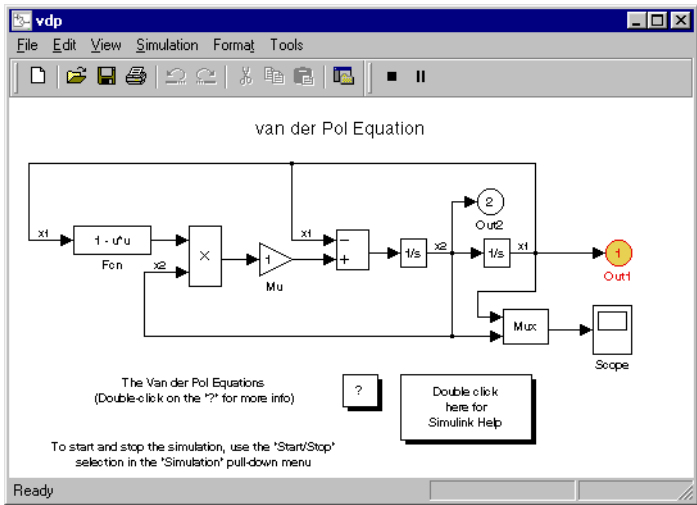 vdp
File Edit View Simulation Format Tools
van der Pol Equation
x1
1 - u*u
Fcn
x2
×
1
Mu
x1
−
+
1/s
x2
1/s
x1
2
Out2
1
Out1
Mux
Scope
The Van der Pol Equations
(Double-click on the "?" for more info)
?
Double click
here for
Simulink Help
To start and stop the simulation, use the "Start/Stop"
selection in the "Simulation" pull-down menu
Ready